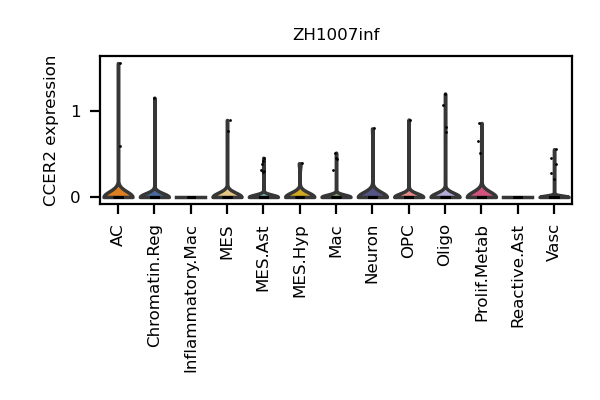 ZH1007inf
CCER2 expression
1
0
AC
Chromatin.Reg
Inflammatory.Mac
MES
MES.Ast
MES.Hyp
Mac
Neuron
OPC
Oligo
Prolif.Metab
Reactive.Ast
Vasc